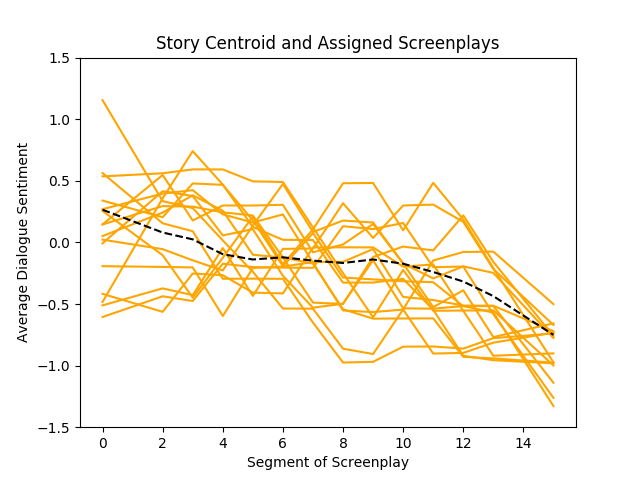 Story Centroid and Assigned Screenplays
1.5
1.0
0.5
0.0
−0.5
−1.0
−1.5
Average Dialogue Sentiment
0 2 4 6 8 10 12 14
Segment of Screenplay